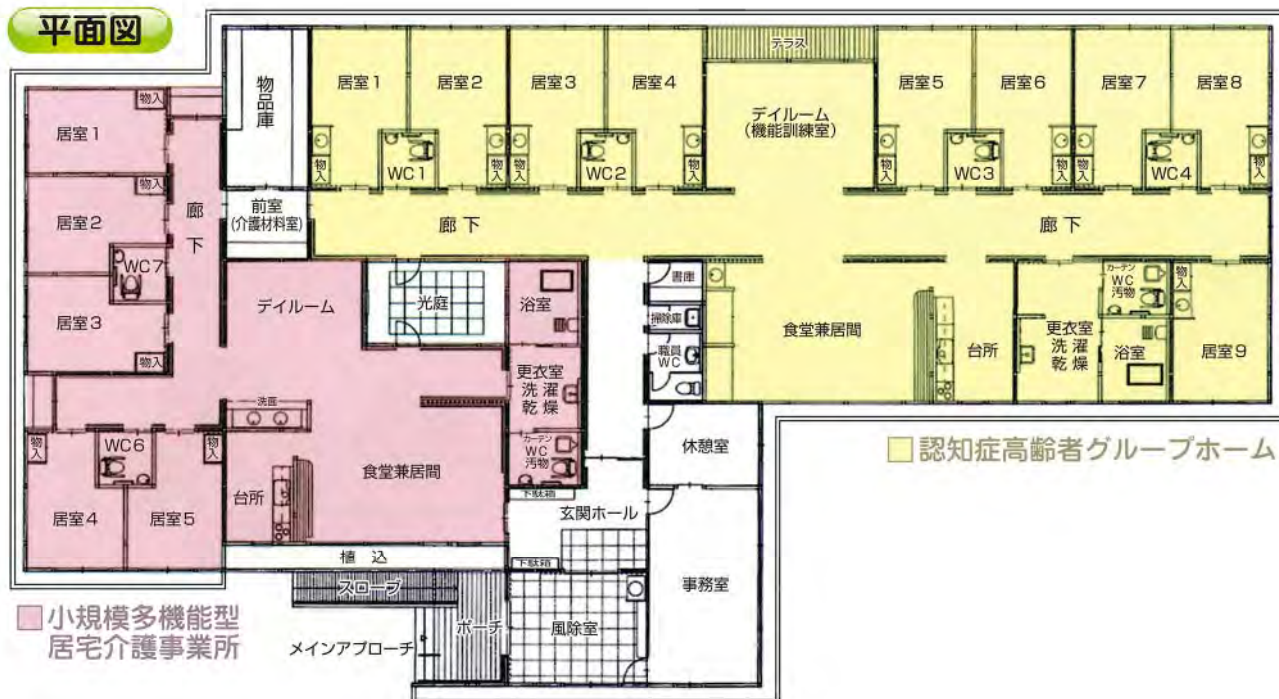 平面図
物品庫
居室1
物入
WC1
居室2
物入
居室3
物入
WC2
居室4
物入
テラス
デイルーム
(機能訓練室)
居室5
物入
WC3
居室6
物入
居室7
物入
WC4
居室8
物入
前室
(介護材料室)
廊下
廊下
物入
居室1
物入
居室2
WC7
居室3
物入
廊下
デイルーム
光庭
浴室
書庫
掃除庫
職員
WC
食堂兼居間
台所
更衣室
洗濯
乾燥
カーテン
WC
汚物
浴室
物入
居室9
洗面
更衣室
洗濯
乾燥
カーテン
WC
汚物
物入
WC6
物入
居室4
居室5
台所
食堂兼居間
休憩室
下駄箱
玄関ホール
下駄箱
植込
スロープ
ポーチ
風除室
事務室
メインアプローチ
認知症高齢者グループホーム
小規模多機能型
居宅介護事業所